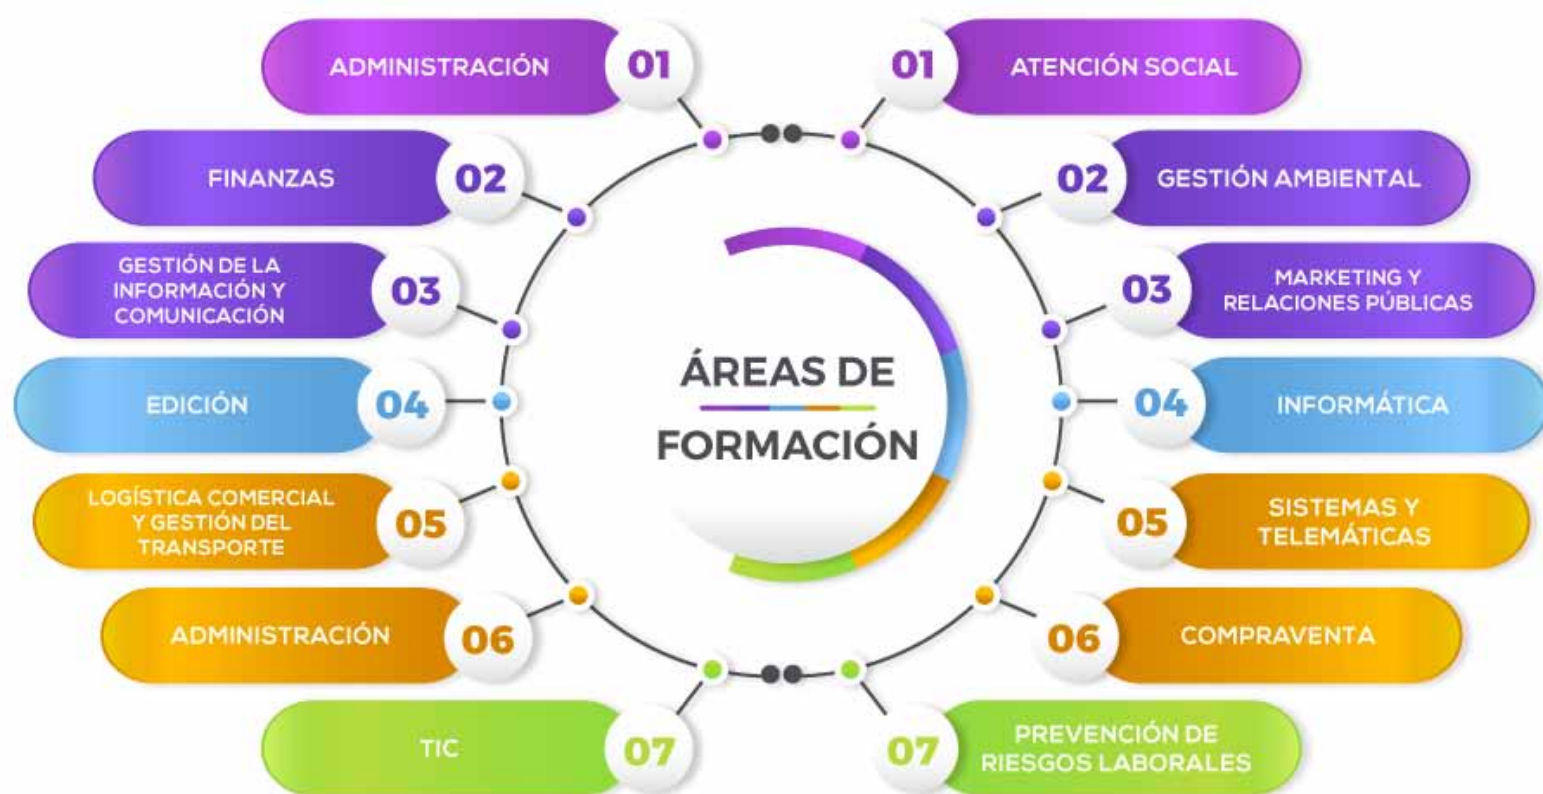 ADMINISTRACIÓN
01
FINANZAS
02
GESTIÓN DE LA
INFORMACIÓN Y
COMUNICACIÓN
03
EDICIÓN
04
LOGÍSTICA COMERCIAL
Y GESTIÓN DEL
TRANSPORTE
05
ADMINISTRACIÓN
06
TIC
07
ÁREAS DE
FORMACIÓN
01
ATENCIÓN SOCIAL
02
GESTIÓN AMBIENTAL
03
MARKETING Y
RELACIONES PÚBLICAS
04
INFORMÁTICA
05
SISTEMAS Y
TELEMÁTICAS
06
COMPRAVENTA
07
PREVENCIÓN DE
RIESGOS LABORALES